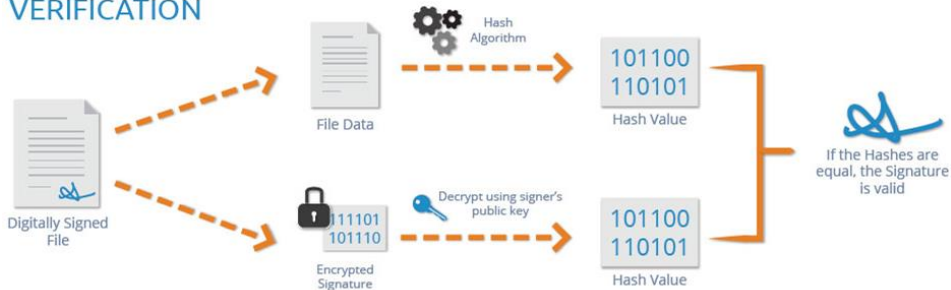 VERIFICATION
Hash
Algorithm
101100
110101
File Data
Hash Value
If the Hashes are
equal, the Signature
is valid
Digitally Signed
File
111101
101110
Decrypt using signer's
public key
101100
110101
Encrypted
Signature
Hash Value